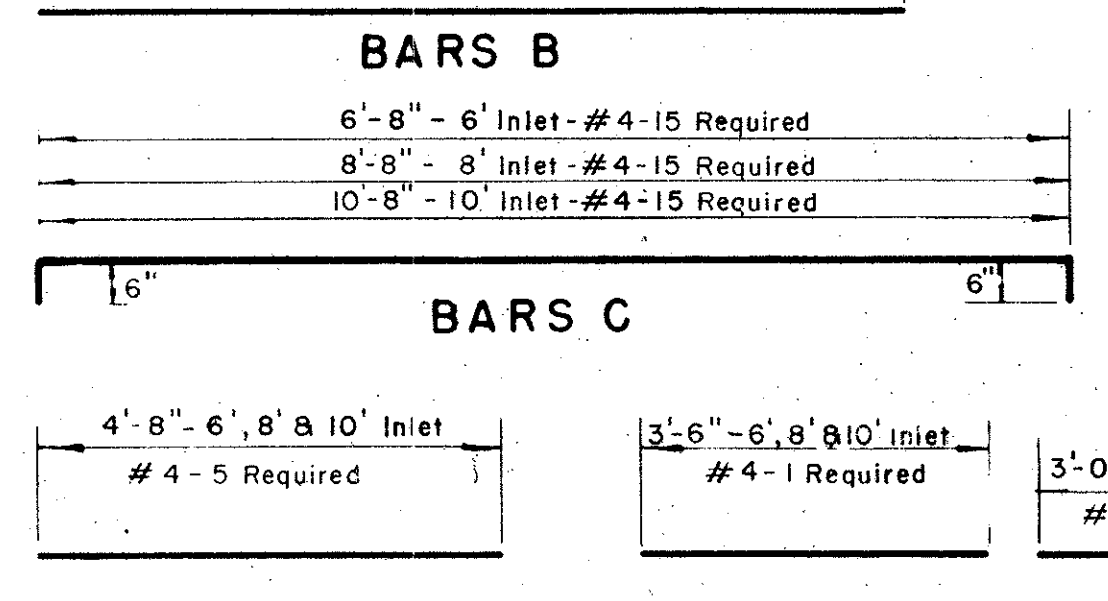 BARS B
6'-8" - 6' Inlet - # 4-15 Required
8'-8" - 8' Inlet - # 4-15 Required
10'-8" - 10' Inlet - # 4-15 Required
6" 6"
BARS C
4'-8" - 6', 8' & 10' Inlet
# 4 - 5 Required
3'-6" - 6', 8' & 10' Inlet
# 4 - 1 Required
3'-0
#